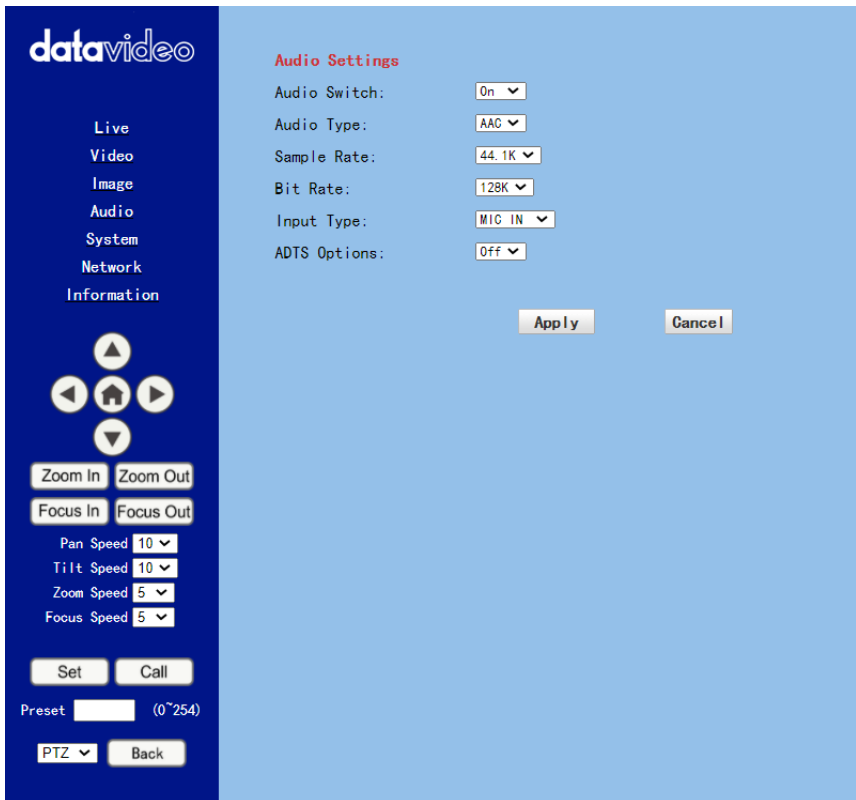 datavideo
Live
Video
Image
Audio
System
Network
Information
Zoom In Zoom Out
Focus In Focus Out
Pan Speed 10
Tilt Speed 10
Zoom Speed 5
Focus Speed 5
Set Call
Preset (0~254)
PTZ Back
Audio Settings
Audio Switch: On
Audio Type: AAC
Sample Rate: 44.1K
Bit Rate: 128K
Input Type: MIC IN
ADTS Options: Off
Apply Cancel